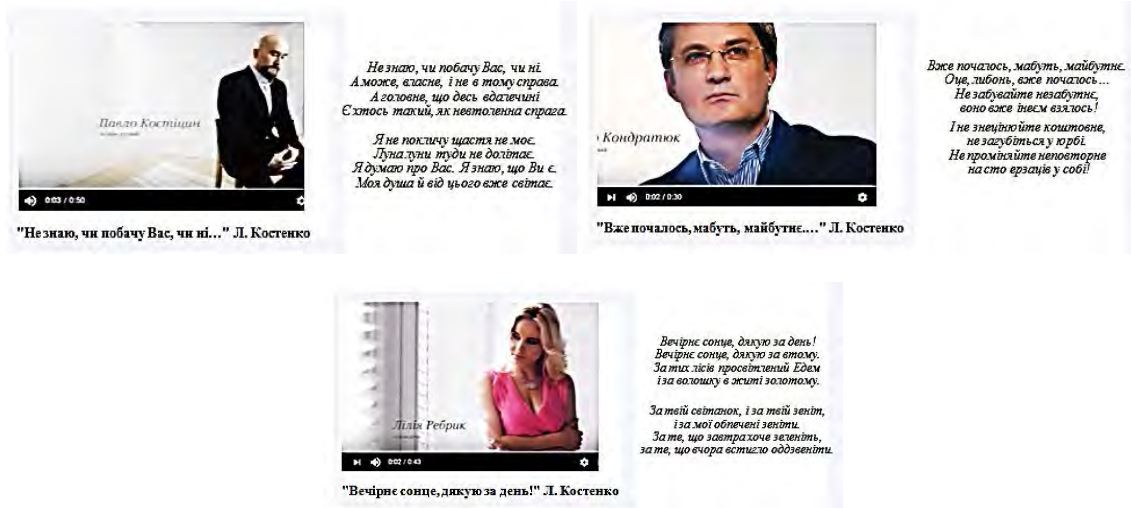 Павло Костіцин
0:03 / 0:50
Не знаю, чи побачу Вас, чи ні.
А може, власне, і не в тому справа.
А головне, що десь вдалечині
Є хтось такий, як невтоленна спрага.
Я не покличу щастя не моє.
Луна луни туди не долітає.
Я думаю про Вас. Я знаю, що Ви є.
Моя душа й від цього вже світає.
"Не знаю, чи побачу Вас, чи ні…" Л. Костенко
Кондратюк
0:02 / 0:30
Вже почалось, мабуть, майбутнє.
Оце, либонь, вже почалось…
Не забувайте незабутнє,
воно вже інеєм взялось!
І не знецінюйте коштовне,
не загубіться у юрбі.
Не проміняйте неповторне
на сто ерзаців у собі!
"Вже почалось, мабуть, майбутнє…." Л. Костенко
Лілія Ребрик
0:02 / 0:43
Вечірнє сонце, дякую за день!
Вечірнє сонце, дякую за втому.
За тих лісів просвітлений Едем
і за волошку в житі золотому.
За твій світанок, і за твій зеніт,
і за мої обпечені зеніти.
За те, що завтра хоче зеленіть,
за те, що вчора встигло оддзвеніти.
"Вечірнє сонце, дякую за день!" Л. Костенко